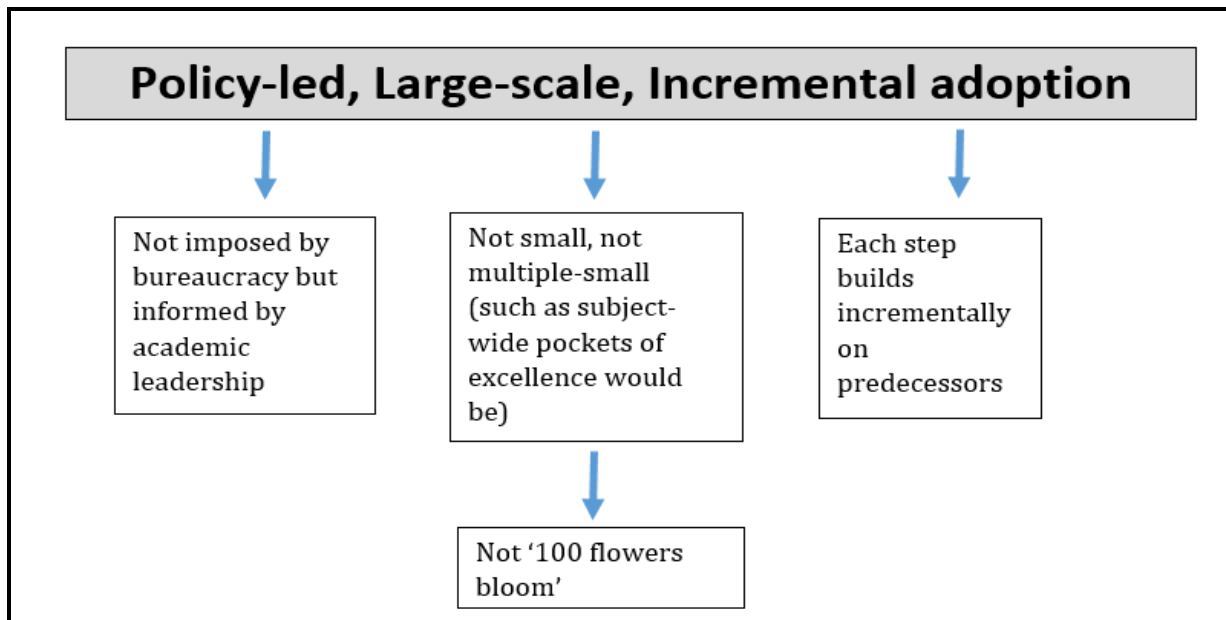 Policy-led, Large-scale, Incremental adoption
Not imposed by
bureaucracy but
informed by
academic
leadership
Not small, not
multiple-small
(such as subject-
wide pockets of
excellence would
be)
Each step
builds
incrementally
on
predecessors
Not ‘100 flowers
bloom’